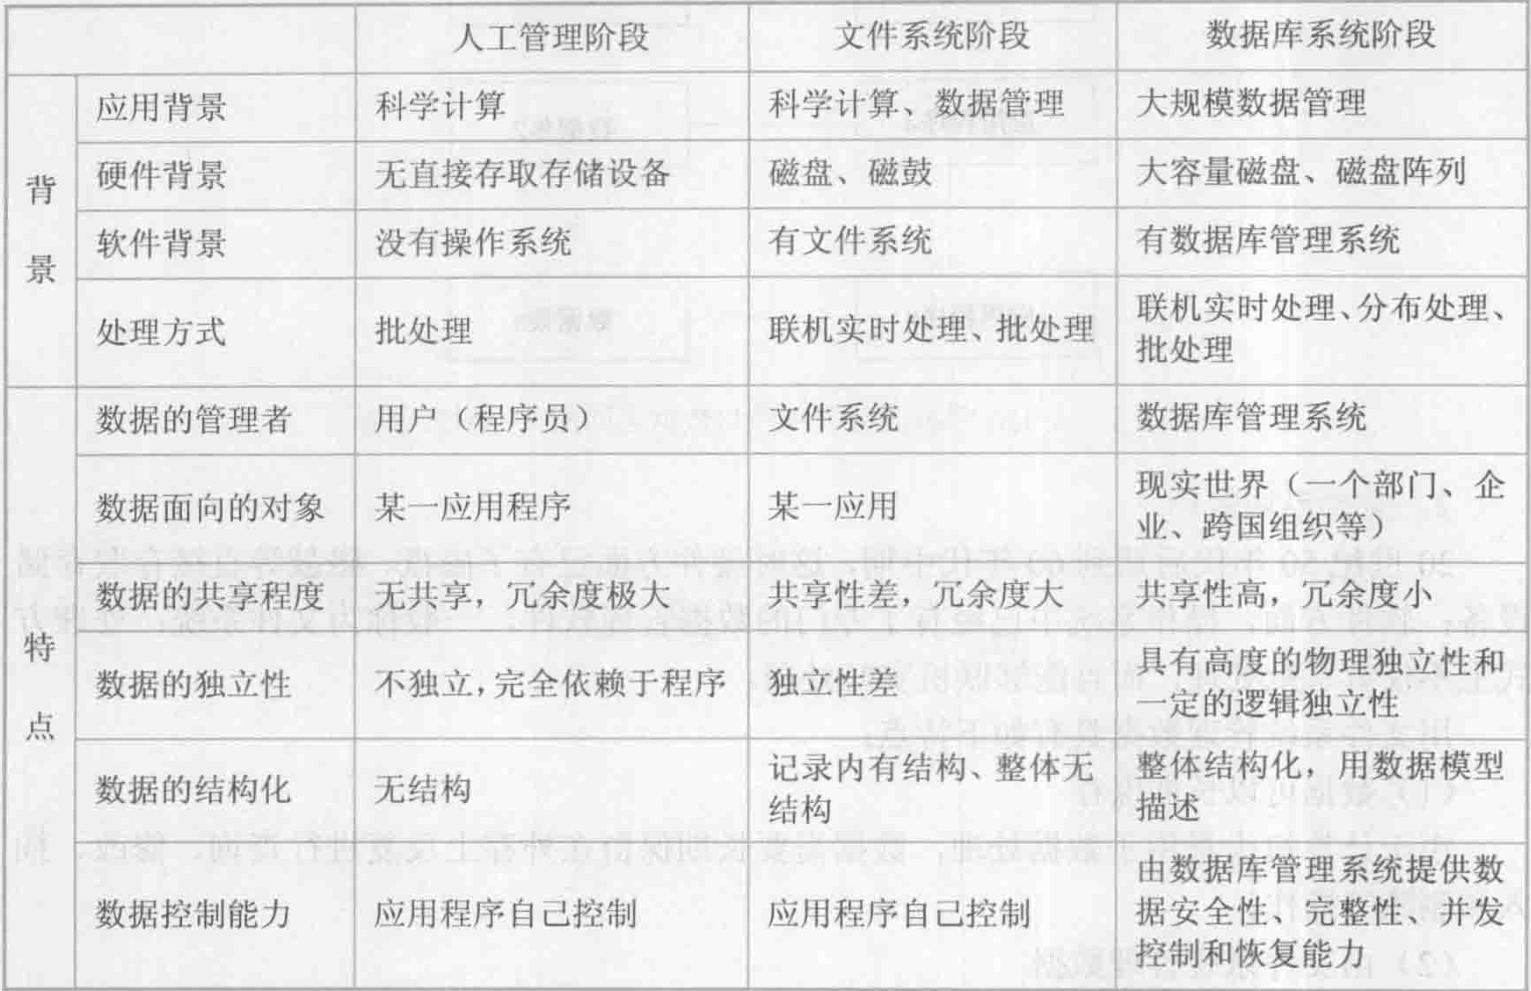 人工管理阶段 文件系统阶段 数据库系统阶段
背景
应用背景 科学计算 科学计算、数据管理 大规模数据管理
硬件背景 无直接存取存储设备 磁盘、磁鼓 大容量磁盘、磁盘阵列
软件背景 没有操作系统 有文件系统 有数据库管理系统
处理方式 批处理 联机实时处理、批处理 联机实时处理、分布处理、
批处理
特点
数据的管理者 用户（程序员） 文件系统 数据库管理系统
数据面向的对象 某一应用程序 某一应用 现实世界（一个部门、企
业、跨国组织等）
数据的共享程度 无共享，冗余度极大 共享性差，冗余度大 共享性高，冗余度小
数据的独立性 不独立，完全依赖于程序 独立性差 具有高度的物理独立性和
一定的逻辑独立性
数据的结构化 无结构 记录内有结构、整体无
结构 整体结构化，用数据模型
描述
数据控制能力 应用程序自己控制 应用程序自己控制 由数据库管理系统提供数
据安全性、完整性、并发
控制和恢复能力